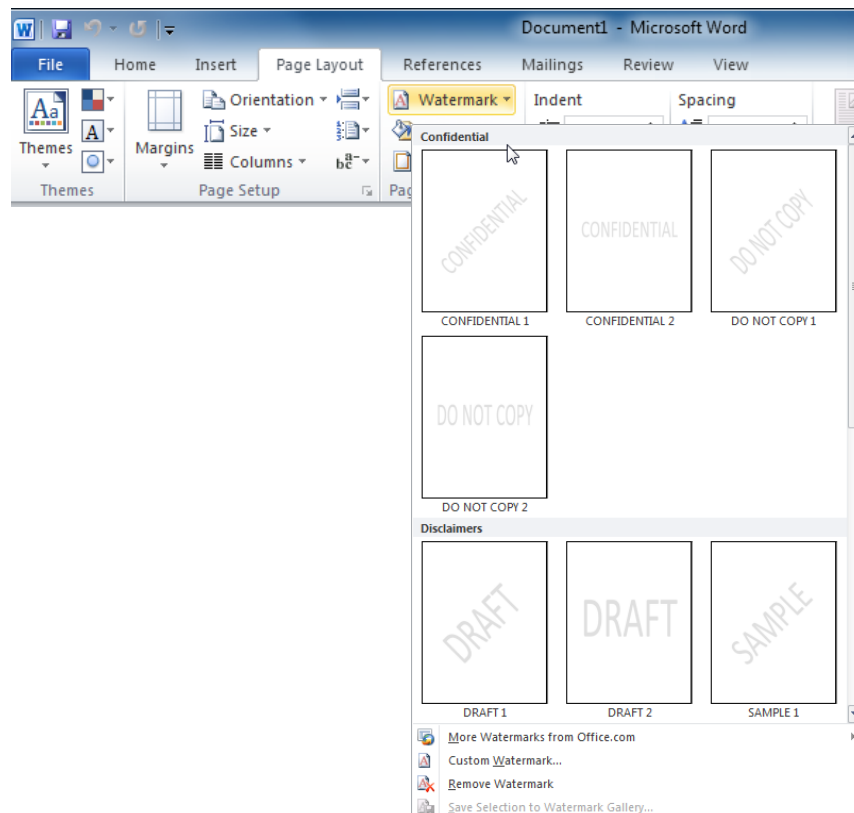 Document1 - Microsoft Word
File Home Insert Page Layout References Mailings Review View
Aa Orientation Watermark Indent Spacing
A Size
Themes Margins Columns
Themes Page Setup
Confidential
CONFIDENTIAL CONFIDENTIAL DO NOT COPY
CONFIDENTIAL 1 CONFIDENTIAL 2 DO NOT COPY 1
DO NOT COPY
DO NOT COPY 2
Disclaimers
DRAFT DRAFT SAMPLE
DRAFT 1 DRAFT 2 SAMPLE 1
More Watermarks from Office.com
Custom Watermark...
Remove Watermark
Save Selection to Watermark Gallery...